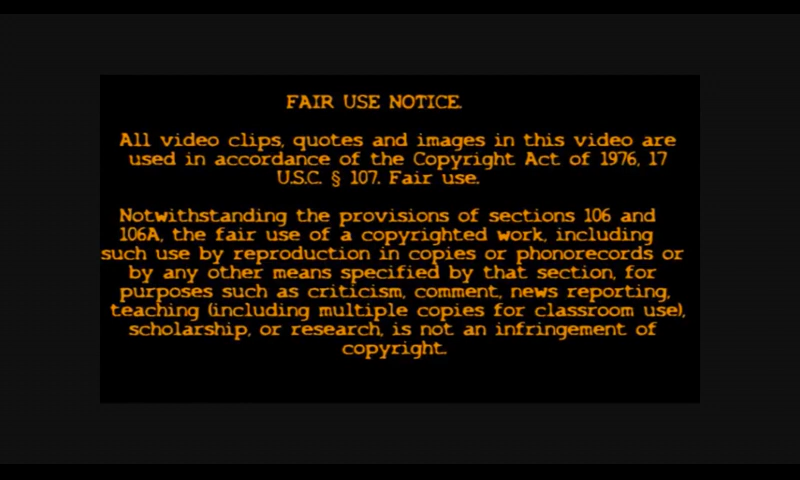 FAIR USE NOTICE.
All video clips, quotes and images in this video are
used in accordance of the Copyright Act of 1976, 17
U.S.C. § 107. Fair use.
Notwithstanding the provisions of sections 106 and
106A, the fair use of a copyrighted work, including
such use by reproduction in copies or phonorecords or
by any other means specified by that section, for
purposes such as criticism, comment, news reporting,
teaching (including multiple copies for classroom use),
scholarship, or research, is not an infringement of
copyright.